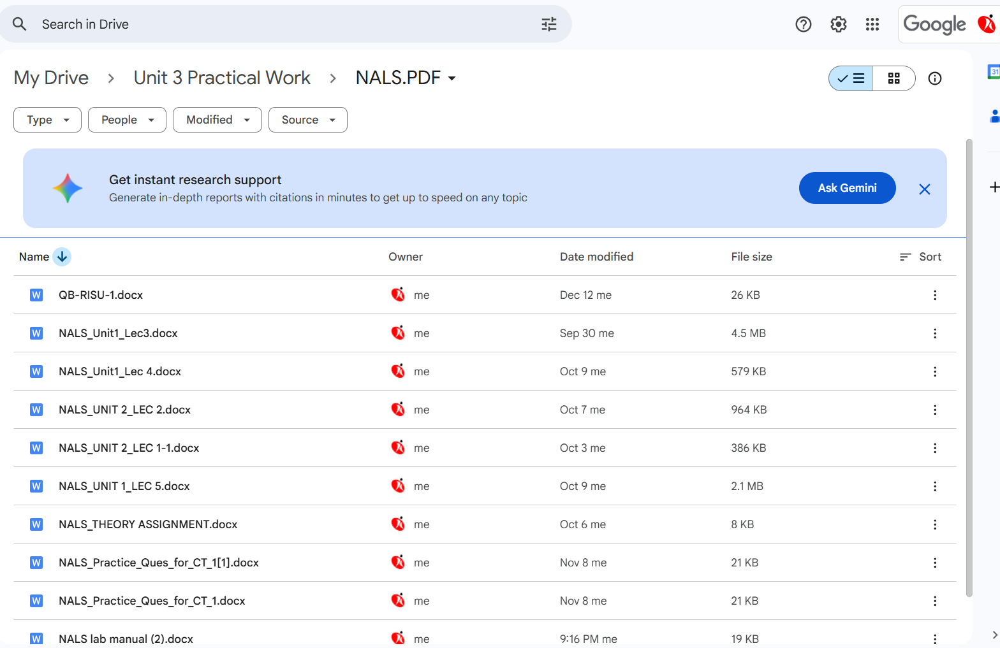 Search in Drive
Google
My Drive > Unit 3 Practical Work > NALS.PDF
31
Type People Modified Source
Get instant research support
Generate in-depth reports with citations in minutes to get up to speed on any topic
Ask Gemini
Name Owner Date modified File size Sort
W QB-RISU-1.docx me Dec 12 me 26 KB
W NALS_Unit1_Lec3.docx me Sep 30 me 4.5 MB
W NALS_Unit1_Lec 4.docx me Oct 9 me 579 KB
W NALS_UNIT 2_LEC 2.docx me Oct 7 me 964 KB
W NALS_UNIT 2_LEC 1-1.docx me Oct 3 me 386 KB
W NALS_UNIT 1_LEC 5.docx me Oct 9 me 2.1 MB
W NALS_THEORY ASSIGNMENT.docx me Oct 6 me 8 KB
W NALS_Practice_Ques_for_CT_1[1].docx me Nov 8 me 21 KB
W NALS_Practice_Ques_for_CT_1.docx me Nov 8 me 21 KB
W NALS lab manual (2).docx me 9:16 PM me 19 KB